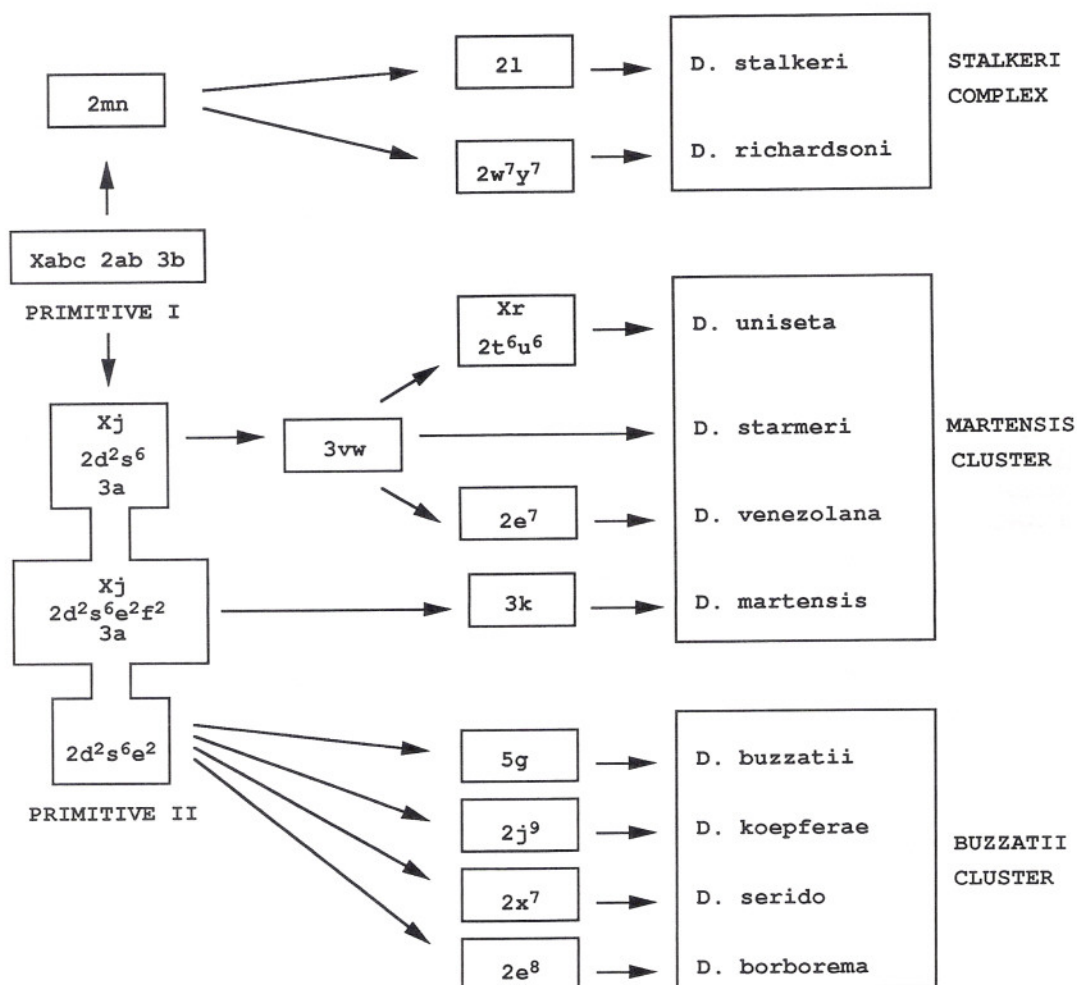 2l
D. stalkeri
STALKERI
COMPLEX
2mn
2w⁷y⁷
D. richardsoni
Xabc 2ab 3b
PRIMITIVE I
Xr
2t⁶u⁶
D. uniseta
Xj
2d²s⁶
3a
3vw
D. starmeri
MARTENSIS
CLUSTER
2e⁷
D. venezolana
Xj
2d²s⁶e²f²
3a
3k
D. martensis
2d²s⁶e²
PRIMITIVE II
5g
D. buzzatii
2j⁹
D. koepferae
BUZZATII
CLUSTER
2x⁷
D. serido
2e⁸
D. borborema